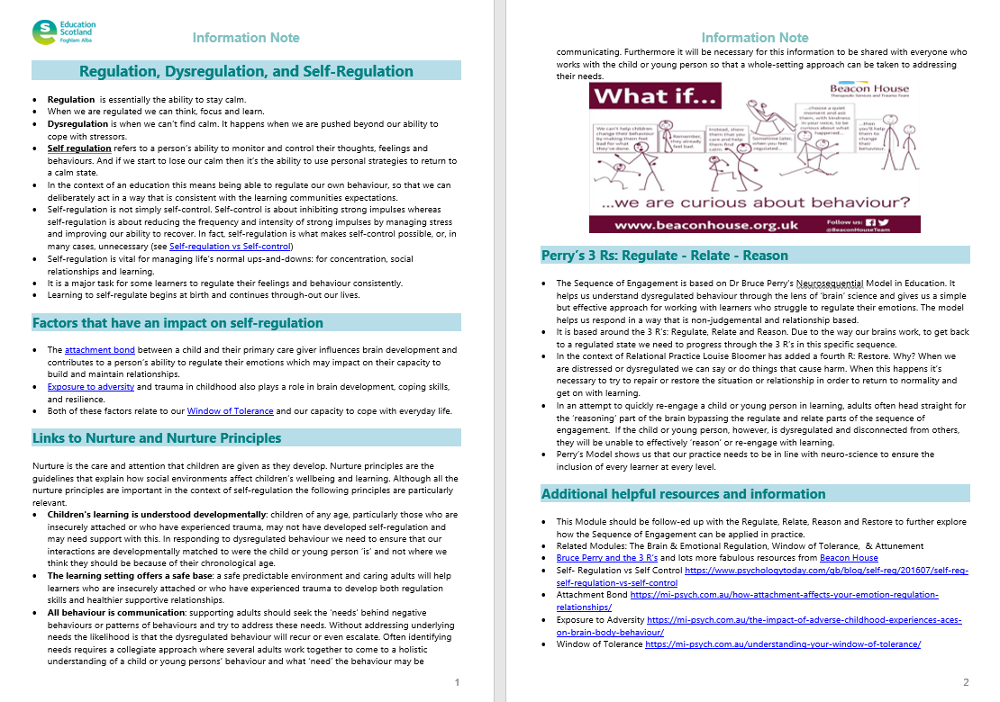 Education
Scotland
Foghlam Alba
Information Note
Regulation, Dysregulation, and Self-Regulation
• Regulation is essentially the ability to stay calm.
• When we are regulated we can think, focus and learn.
• Dysregulation is when we can't find calm. It happens when we are pushed beyond our ability to
cope with stressors.
• Self regulation refers to a person's ability to monitor and control their thoughts, feelings and
behaviours. And if we start to lose our calm then it's the ability to use personal strategies to return to
a calm state.
• In the context of an education this means being able to regulate our own behaviour, so that we can
deliberately act in a way that is consistent with the learning communities expectations.
• Self-regulation is not simply self-control. Self-control is about inhibiting strong impulses whereas
self-regulation is about reducing the frequency and intensity of strong impulses by managing stress
and improving our ability to recover. In fact, self-regulation is what makes self-control possible, or, in
many cases, unnecessary (see Self-regulation vs Self-control)
• Self-regulation is vital for managing life's normal ups-and-downs: for concentration, social
relationships and learning.
• It is a major task for some learners to regulate their feelings and behaviour consistently.
• Learning to self-regulate begins at birth and continues through-out our lives.
Factors that have an impact on self-regulation
• The attachment bond between a child and their primary care giver influences brain development and
contributes to a person's ability to regulate their emotions which may impact on their capacity to
build and maintain relationships.
• Exposure to adversity and trauma in childhood also plays a role in brain development, coping skills,
and resilience.
• Both of these factors relate to our Window of Tolerance and our capacity to cope with everyday life.
Links to Nurture and Nurture Principles
Nurture is the care and attention that children are given as they develop. Nurture principles are the
guidelines that explain how social environments affect children's wellbeing and learning. Although all the
nurture principles are important in the context of self-regulation the following principles are particularly
relevant.
• Children's learning is understood developmentally: children of any age, particularly those who are
insecurely attached or who have experienced trauma, may not have developed self-regulation and
may need support with this. In responding to dysregulated behaviour we need to ensure that our
interactions are developmentally matched to were the child or young person 'is' and not where we
think they should be because of their chronological age.
• The learning setting offers a safe base: a safe predictable environment and caring adults will help
learners who are insecurely attached or who have experienced trauma to develop both regulation
skills and healthier supportive relationships.
• All behaviour is communication: supporting adults should seek the 'needs' behind negative
behaviours or patterns of behaviours and try to address these needs. Without addressing underlying
needs the likelihood is that the dysregulated behaviour will recur or even escalate. Often identifying
needs requires a collegiate approach where several adults work together to come to a holistic
understanding of a child or young persons' behaviour and what 'need' the behaviour may be
1
Information Note
communicating. Furthermore it will be necessary for this information to be shared with everyone who
works with the child or young person so that a whole-setting approach can be taken to addressing
their needs.
What if...
Beacon House
Therapeutic Services and Trauma Team
We can't help children
change their behaviour
by making them feel
bad for what
they've done.
Remember,
they already
feel bad.
Instead, show
them that you
care and help
them find
calm.
Sometime later,
when you feel
regulated...
...choose a quiet
moment and ask
them, with kindness
in your voice, to be
curious about what
happened...
...then
you'll help
them to
change
their
behaviour.
...we are curious about behaviour?
www.beaconhouse.org.uk
Follow us:
@BeaconHouseTeam
Perry's 3 Rs: Regulate - Relate - Reason
• The Sequence of Engagement is based on Dr Bruce Perry's Neurosequential Model in Education. It
helps us understand dysregulated behaviour through the lens of 'brain' science and gives us a simple
but effective approach for working with learners who struggle to regulate their emotions. The model
helps us respond in a way that is non-judgemental and relationship based.
• It is based around the 3 R's: Regulate, Relate and Reason. Due to the way our brains work, to get back
to a regulated state we need to progress through the 3 R's in this specific sequence.
• In the context of Relational Practice Louise Bloomer has added a fourth R: Restore. Why? When we
are distressed or dysregulated we can say or do things that cause harm. When this happens it's
necessary to try to repair or restore the situation or relationship in order to return to normality and
get on with learning.
• In an attempt to quickly re-engage a child or young person in learning, adults often head straight for
the 'reasoning' part of the brain bypassing the regulate and relate parts of the sequence of
engagement. If the child or young person, however, is dysregulated and disconnected from others,
they will be unable to effectively 'reason' or re-engage with learning.
• Perry's Model shows us that our practice needs to be in line with neuro-science to ensure the
inclusion of every learner at every level.
Additional helpful resources and information
• This Module should be follow-ed up with the Regulate, Relate, Reason and Restore to further explore
how the Sequence of Engagement can be applied in practice.
• Related Modules: The Brain & Emotional Regulation, Window of Tolerance, & Attunement
• Bruce Perry and the 3 R's and lots more fabulous resources from Beacon House
• Self- Regulation vs Self Control https://www.psychologytoday.com/gb/blog/self-reg/201607/self-reg-
self-regulation-vs-self-control
• Attachment Bond https://mi-psych.com.au/how-attachment-affects-your-emotion-regulation-
relationships/
• Exposure to Adversity https://mi-psych.com.au/the-impact-of-adverse-childhood-experiences-aces-
on-brain-body-behaviour/
• Window of Tolerance https://mi-psych.com.au/understanding-your-window-of-tolerance/
2